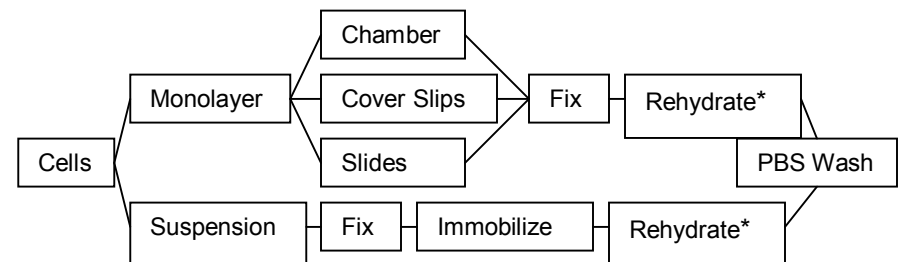 Chamber
Monolayer
Cover Slips
Fix
Rehydrate*
Cells
Slides
PBS Wash
Suspension
Fix
Immobilize
Rehydrate*